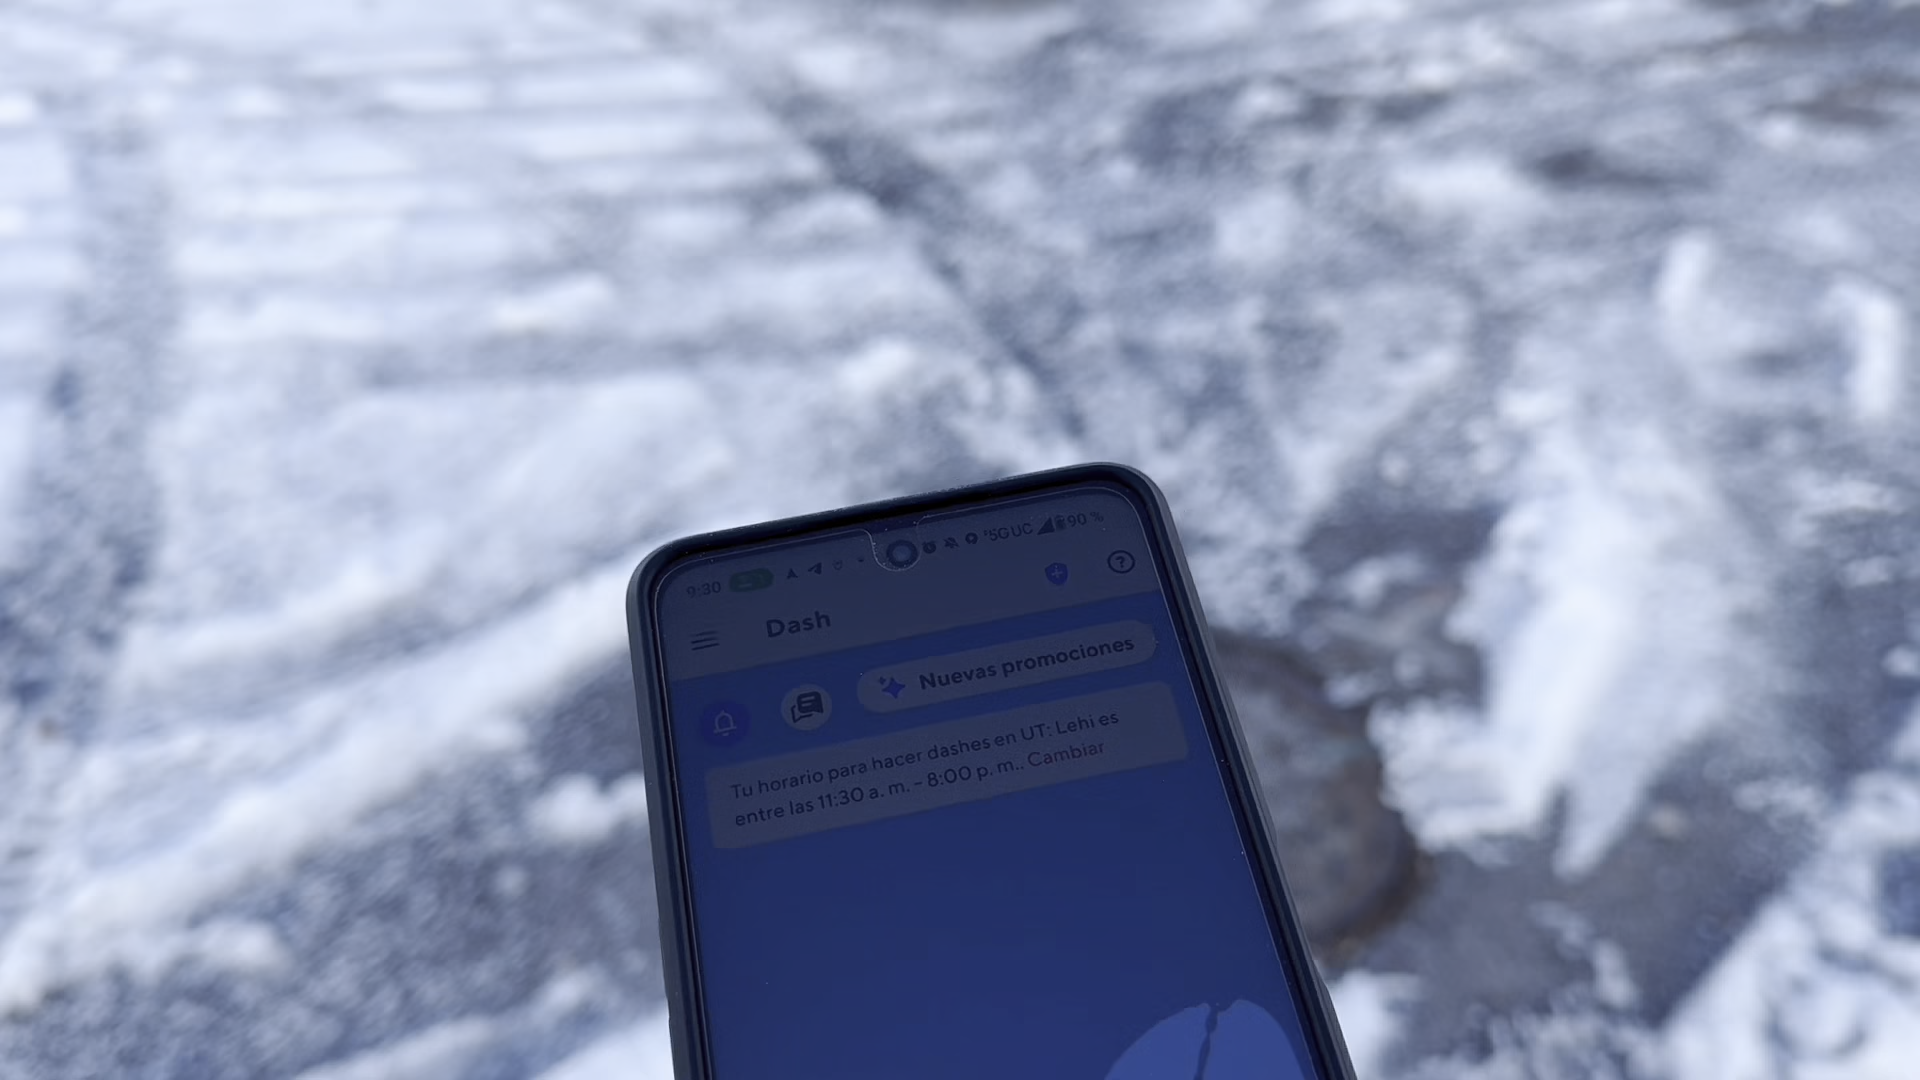 9:30
5G UC 90 %
Dash
Nuevas promociones
Tu horario para hacer dashes en UT: Lehi es
entre las 11:30 a. m. - 8:00 p. m.. Cambiar